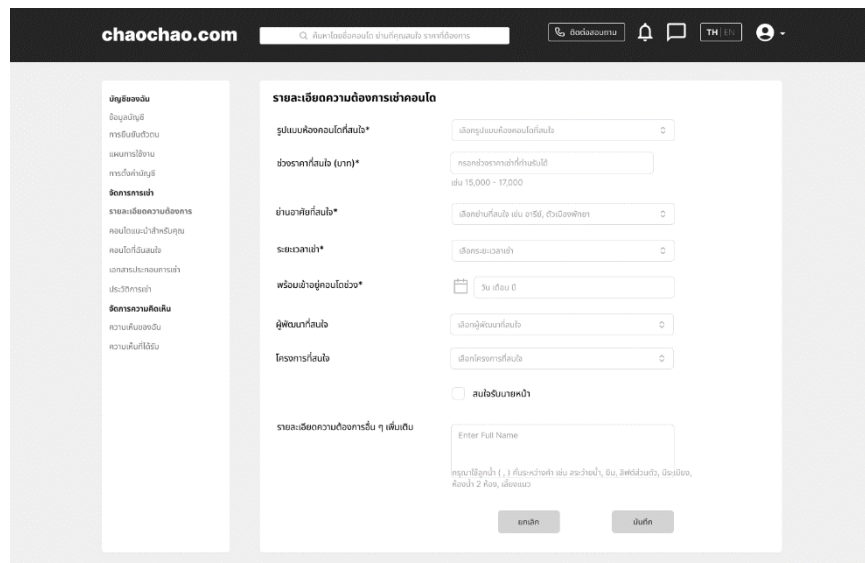 chaochao.com
ค้นหาโดยชื่อคอนโด ย่านที่คุณสนใจ ราคาที่ต้องการ
ติดต่อสอบถาม
TH | EN
บัญชีของฉัน
ข้อมูลบัญชี
การยืนยันตัวตน
แผนการใช้งาน
การตั้งค่าบัญชี
จัดการการเช่า
รายละเอียดความต้องการ
คอนโดแนะนำสำหรับคุณ
คอนโดที่ฉันสนใจ
เอกสารประกอบการเช่า
ประวัติการเช่า
จัดการความคิดเห็น
ความเห็นของฉัน
ความเห็นที่ได้รับ
รายละเอียดความต้องการเช่าคอนโด
รูปแบบห้องคอนโดที่สนใจ*
เลือกรูปแบบห้องคอนโดที่สนใจ
ช่วงราคาที่สนใจ (บาท)*
กรอกช่วงราคาเช่าที่ท่านรับได้
เช่น 15,000 - 17,000
ย่านอาศัยที่สนใจ*
เลือกย่านที่สนใจ เช่น อารีย์, ตัวเมืองพัทยา
ระยะเวลาเช่า*
เลือกระยะเวลาเช่า
พร้อมเข้าอยู่คอนโดช่วง*
วัน เดือน ปี
ผู้พัฒนาที่สนใจ
เลือกผู้พัฒนาที่สนใจ
โครงการที่สนใจ
เลือกโครงการที่สนใจ
สนใจรับนายหน้า
รายละเอียดความต้องการอื่น ๆ เพิ่มเติม
Enter Full Name
กรุณาใช้ลูกน้ำ ( , ) คั่นระหว่างคำ เช่น สระว่ายน้ำ, ยิม, ลิฟต์ส่วนตัว, มีระเบียง,
ห้องน้ำ 2 ห้อง, เลี้ยงแมว
ยกเลิก
บันทึก